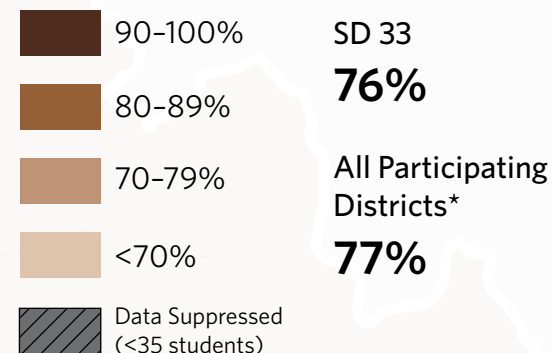 90–100%
80–89%
70–79%
<70%
Data Suppressed
(<35 students)
SD 33
76%
All Participating
Districts*
77%